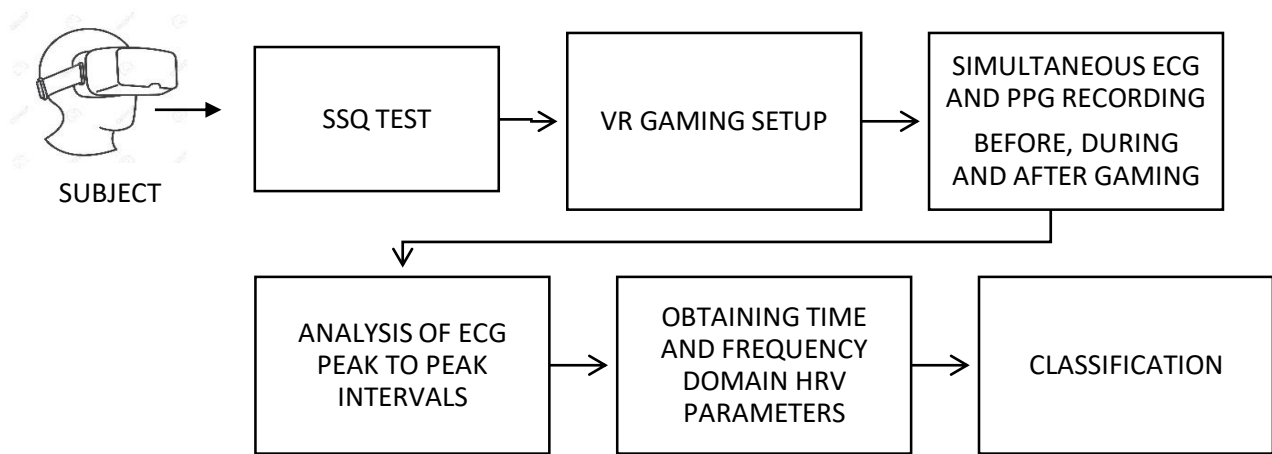 SUBJECT
SSQ TEST
VR GAMING SETUP
SIMULTANEOUS ECG
AND PPG RECORDING
BEFORE, DURING
AND AFTER GAMING
ANALYSIS OF ECG
PEAK TO PEAK
INTERVALS
OBTAINING TIME
AND FREQUENCY
DOMAIN HRV
PARAMETERS
CLASSIFICATION